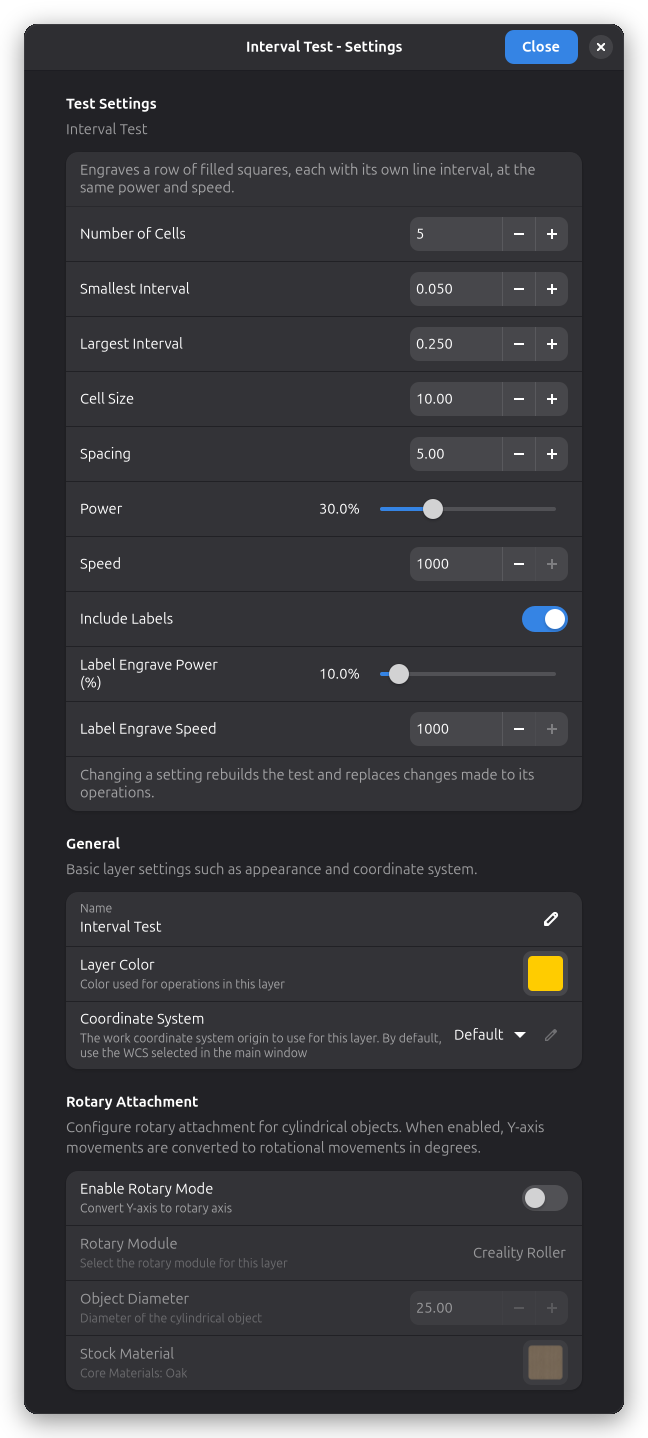 Interval Test - Settings
Close
Test Settings
Interval Test
Engraves a row of filled squares, each with its own line interval, at the
same power and speed.
Number of Cells
5
Smallest Interval
0.050
Largest Interval
0.250
Cell Size
10.00
Spacing
5.00
Power
30.0%
Speed
1000
Include Labels
Label Engrave Power
(%)
10.0%
Label Engrave Speed
1000
Changing a setting rebuilds the test and replaces changes made to its
operations.
General
Basic layer settings such as appearance and coordinate system.
Name
Interval Test
Layer Color
Color used for operations in this layer
Coordinate System
The work coordinate system origin to use for this layer. By default,
use the WCS selected in the main window
Default
Rotary Attachment
Configure rotary attachment for cylindrical objects. When enabled, Y-axis
movements are converted to rotational movements in degrees.
Enable Rotary Mode
Convert Y-axis to rotary axis
Rotary Module
Select the rotary module for this layer
Creality Roller
Object Diameter
Diameter of the cylindrical object
25.00
Stock Material
Core Materials: Oak